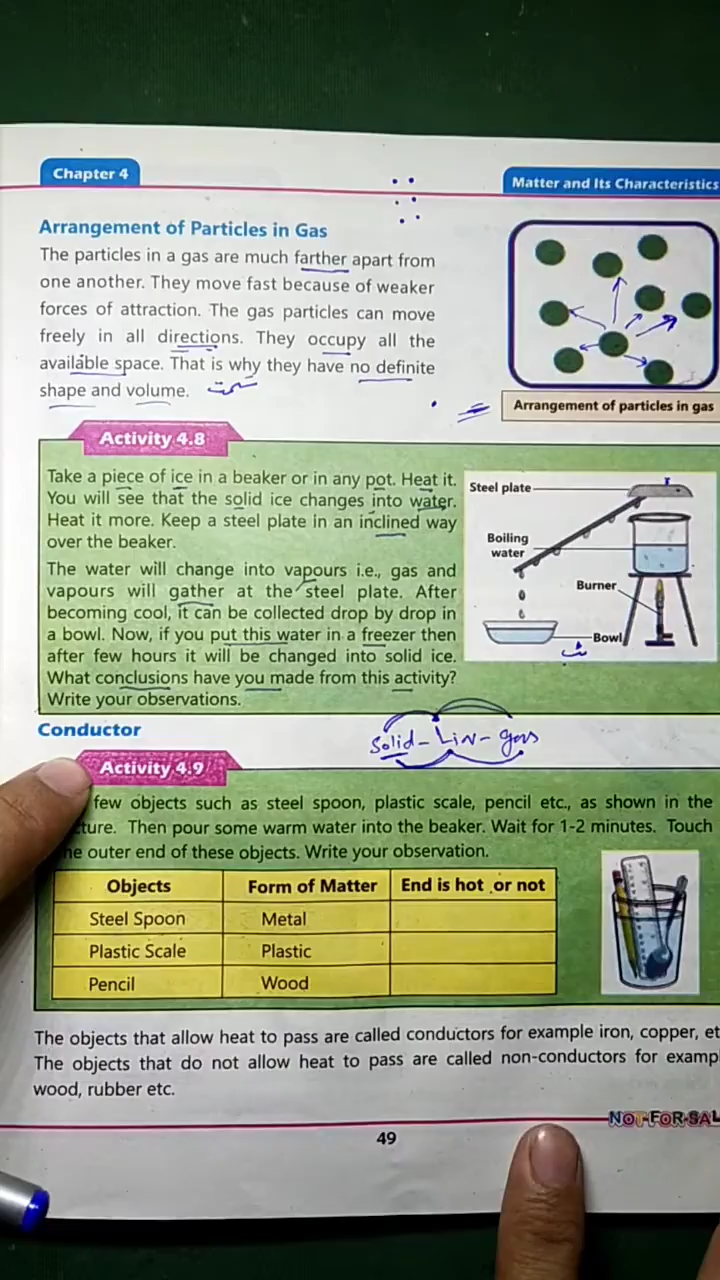 Chapter 4
Matter and Its Characteristics
Arrangement of Particles in Gas
The particles in a gas are much farther apart from
one another. They move fast because of weaker
forces of attraction. The gas particles can move
freely in all directions. They occupy all the
available space. That is why they have no definite
shape and volume.
Arrangement of particles in gas
Activity 4.8
Take a piece of ice in a beaker or in any pot. Heat it.
You will see that the solid ice changes into water.
Heat it more. Keep a steel plate in an inclined way
over the beaker.
The water will change into vapours i.e., gas and
vapours will gather at the steel plate. After
becoming cool, it can be collected drop by drop in
a bowl. Now, if you put this water in a freezer then
after few hours it will be changed into solid ice.
What conclusions have you made from this activity?
Write your observations.
Steel plate
Boiling
water
Burner
Bowl
Conductor
Solid - - gas
Activity 4.9
few objects such as steel spoon, plastic scale, pencil etc., as shown in the
ture. Then pour some warm water into the beaker. Wait for 1-2 minutes. Touch
he outer end of these objects. Write your observation.
Objects Form of Matter End is hot or not
Steel Spoon Metal
Plastic Scale Plastic
Pencil Wood
The objects that allow heat to pass are called conductors for example iron, copper, et
The objects that do not allow heat to pass are called non-conductors for examp
wood, rubber etc.
NOT FOR SAL
49